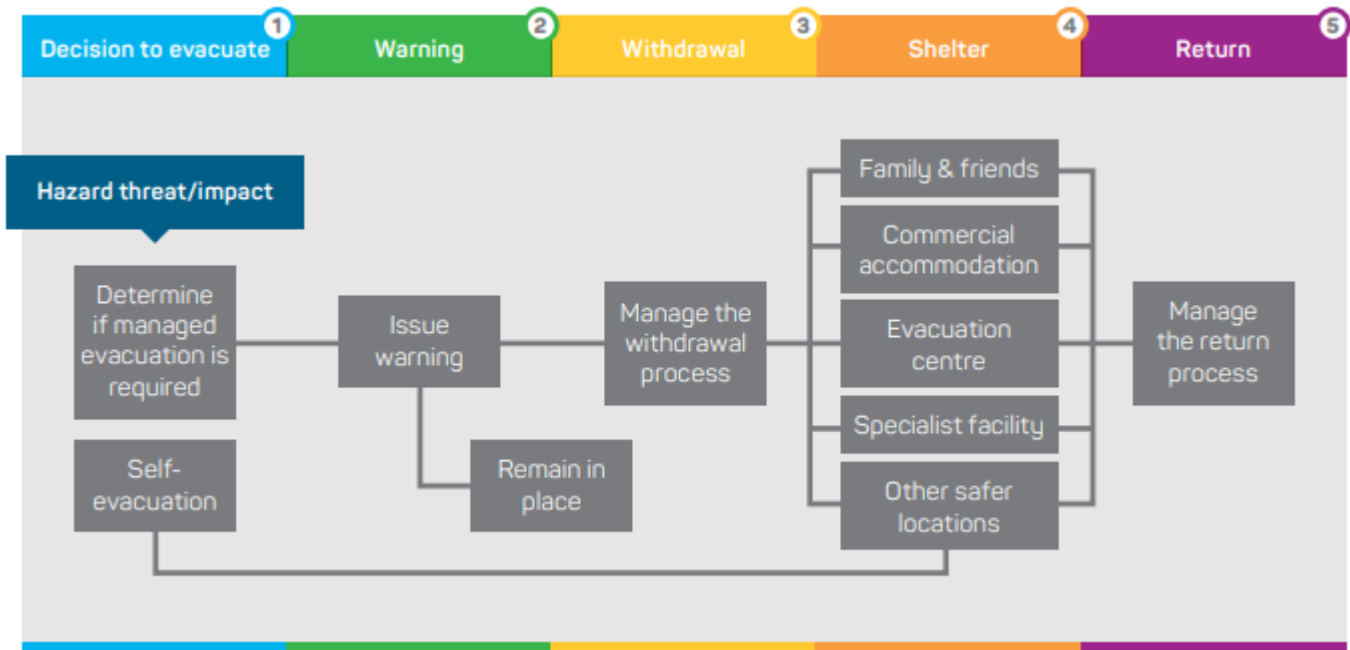 Decision to evacuate
1
Warning
2
Withdrawal
3
Shelter
4
Return
5
Hazard threat/impact
Determine
if managed
evacuation is
required
Self-
evacuation
Issue
warning
Remain in
place
Manage the
withdrawal
process
Family & friends
Commercial
accommodation
Evacuation
centre
Specialist facility
Other safer
locations
Manage
the return
process